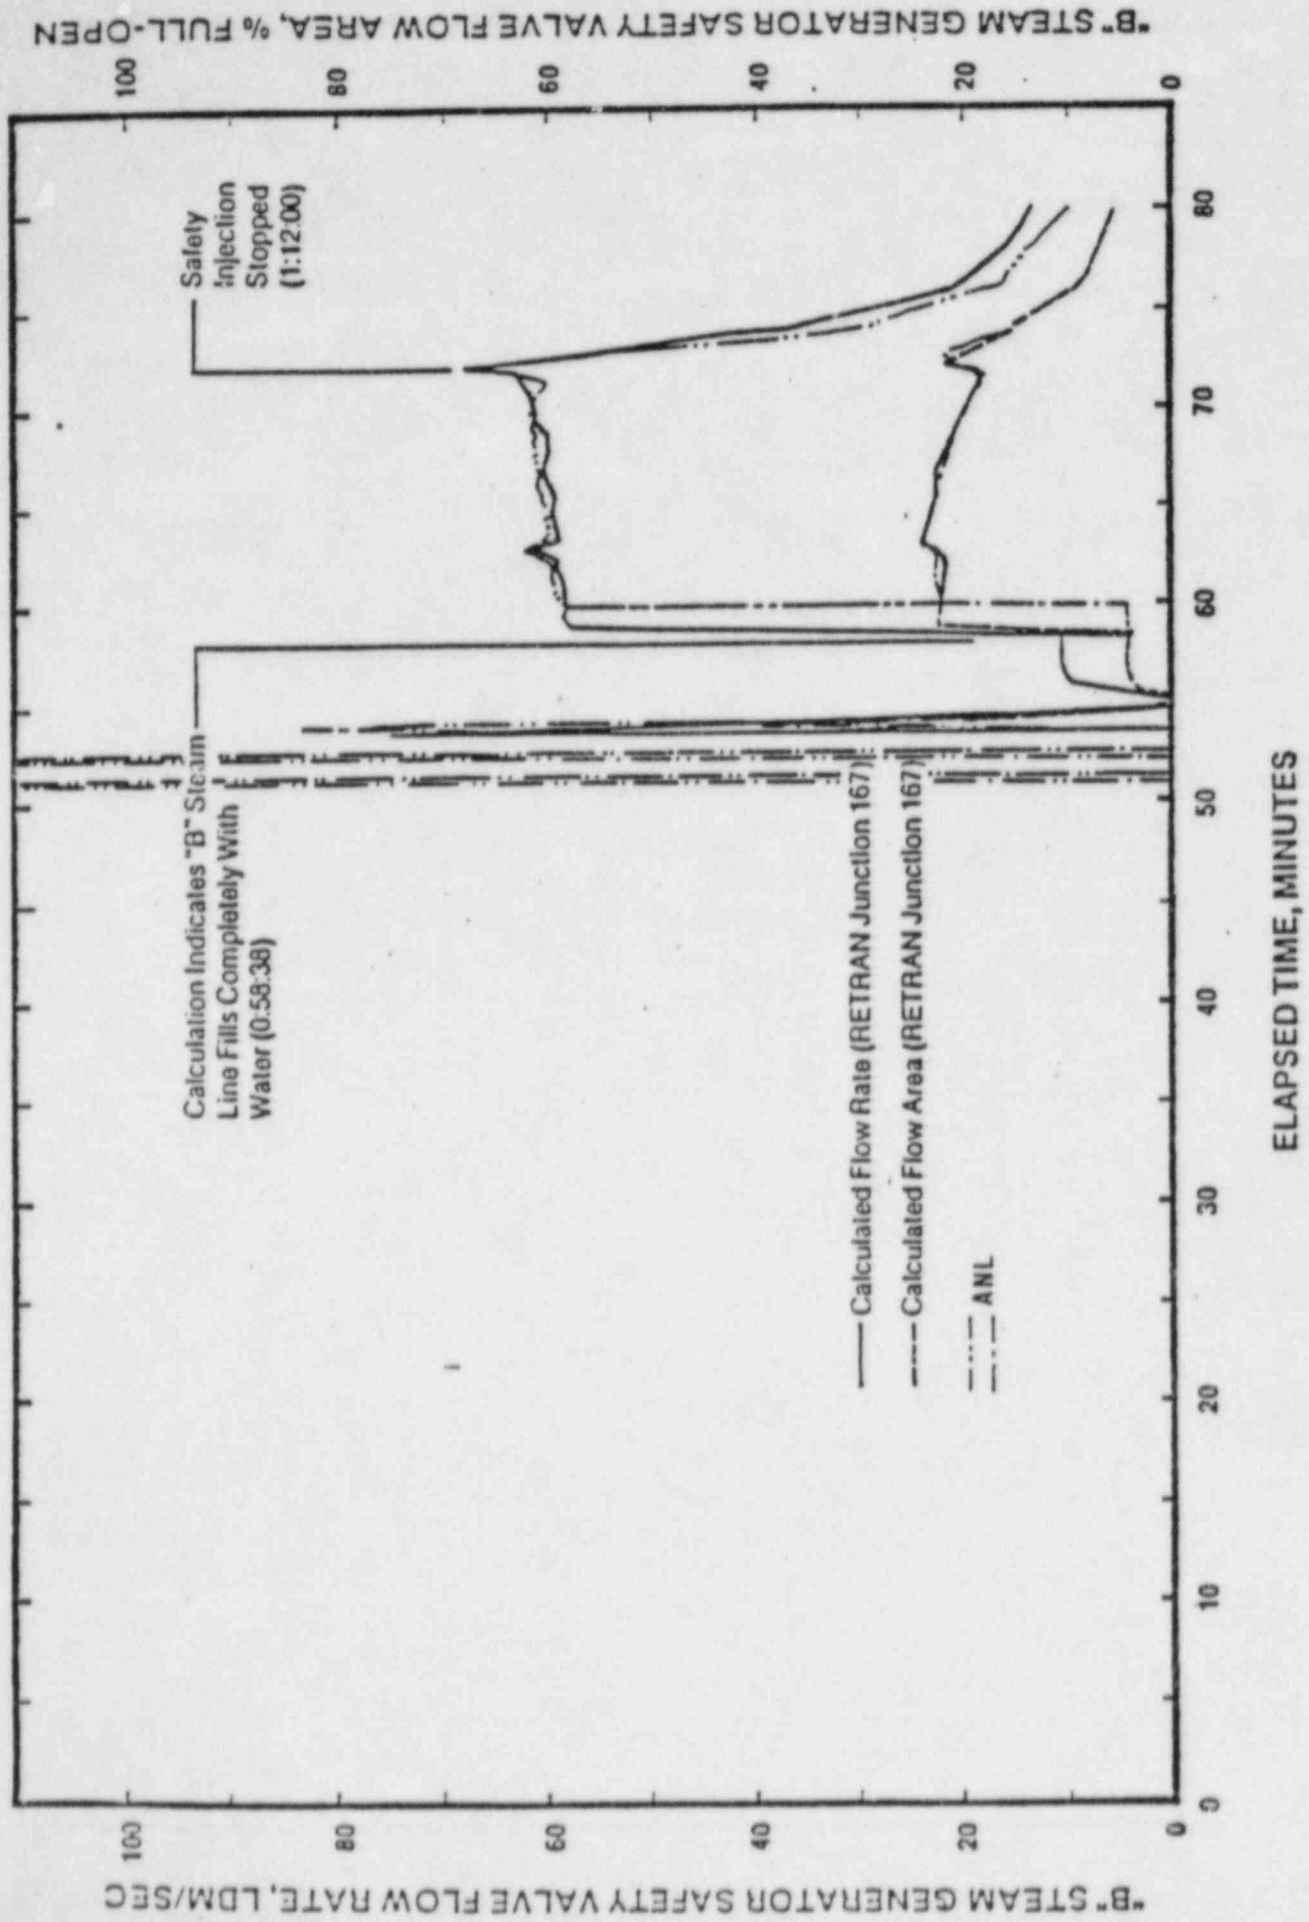 "B" STEAM GENERATOR SAFETY VALVE FLOW RATE, LDM/SEC
100
80
60
40
20
0
Calculation Indicates "B" Steam
Line Fills Completely With
Water (0:58:38)
Safety
Injection
Stopped
(1:12:00)
Calculated Flow Rate (RETRAN Junction 167)
Calculated Flow Area (RETRAN Junction 167)
ANL
0
10
20
30
40
50
60
70
80
ELAPSED TIME, MINUTES
100
80
60
40
20
0
"B" STEAM GENERATOR SAFETY VALVE FLOW AREA, % FULL-OPEN